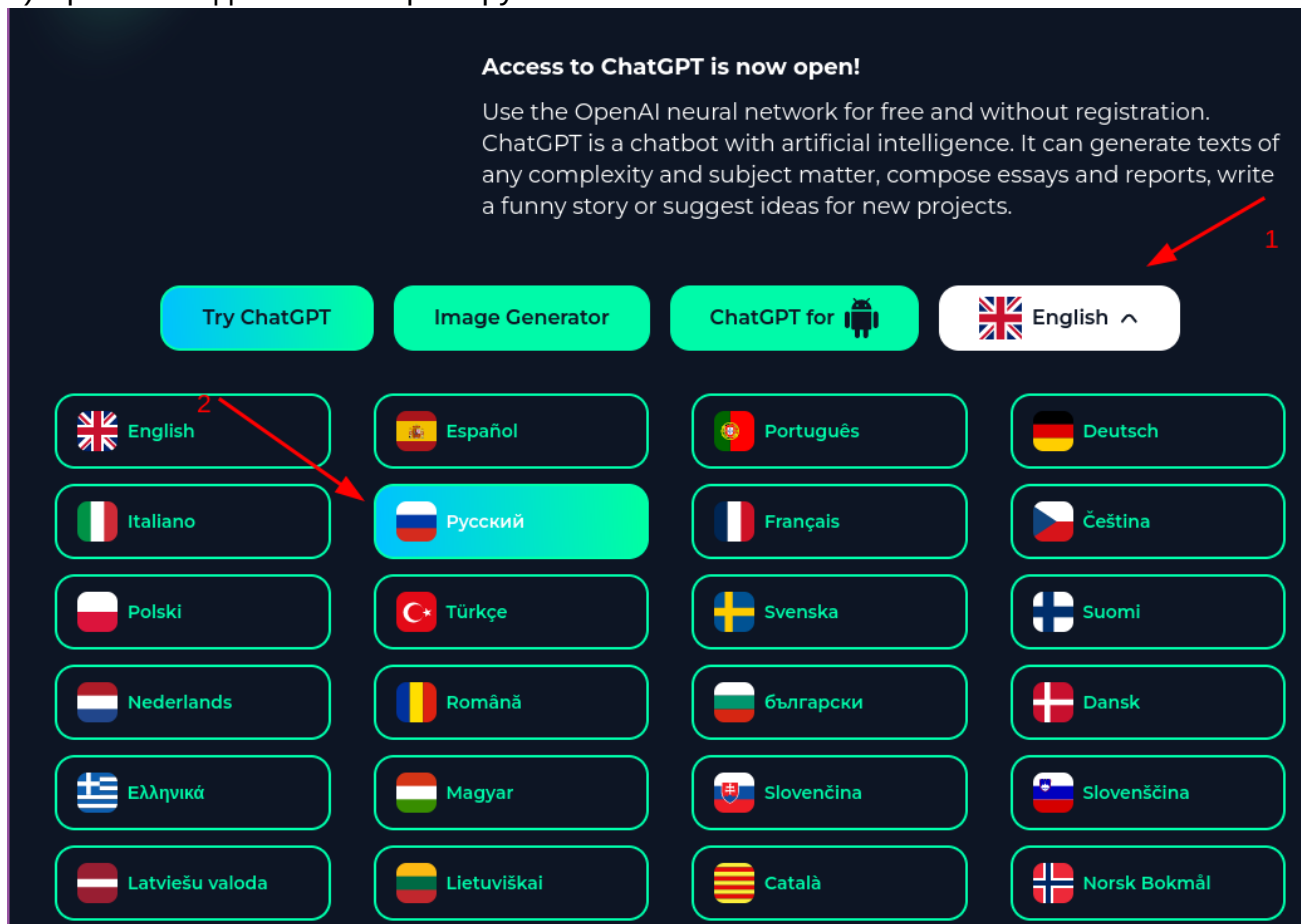 Access to ChatGPT is now open!
Use the OpenAI neural network for free and without registration.
ChatGPT is a chatbot with artificial intelligence. It can generate texts of
any complexity and subject matter, compose essays and reports, write
a funny story or suggest ideas for new projects.
1
Try ChatGPT Image Generator ChatGPT for English
2
English Español Português Deutsch
Italiano Русский Français Čeština
Polski Türkçe Svenska Suomi
Nederlands Română български Dansk
Ελληνικά Magyar Slovenčina Slovenščina
Latviešu valoda Lietuviškai Català Norsk Bokmål